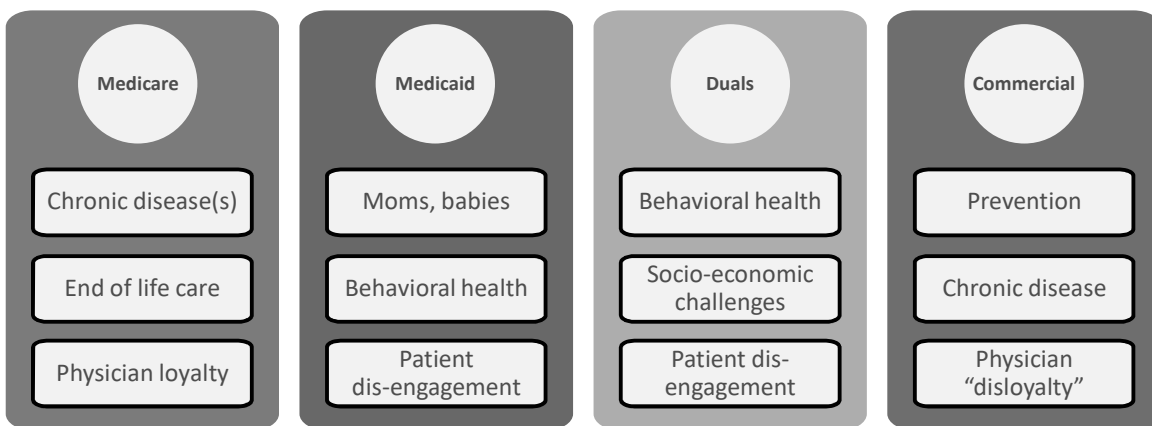 Medicare
Chronic disease(s)
End of life care
Physician loyalty
Medicaid
Moms, babies
Behavioral health
Patient
dis-engagement
Duals
Behavioral health
Socio-economic
challenges
Patient dis-
engagement
Commercial
Prevention
Chronic disease
Physician
“disloyalty”